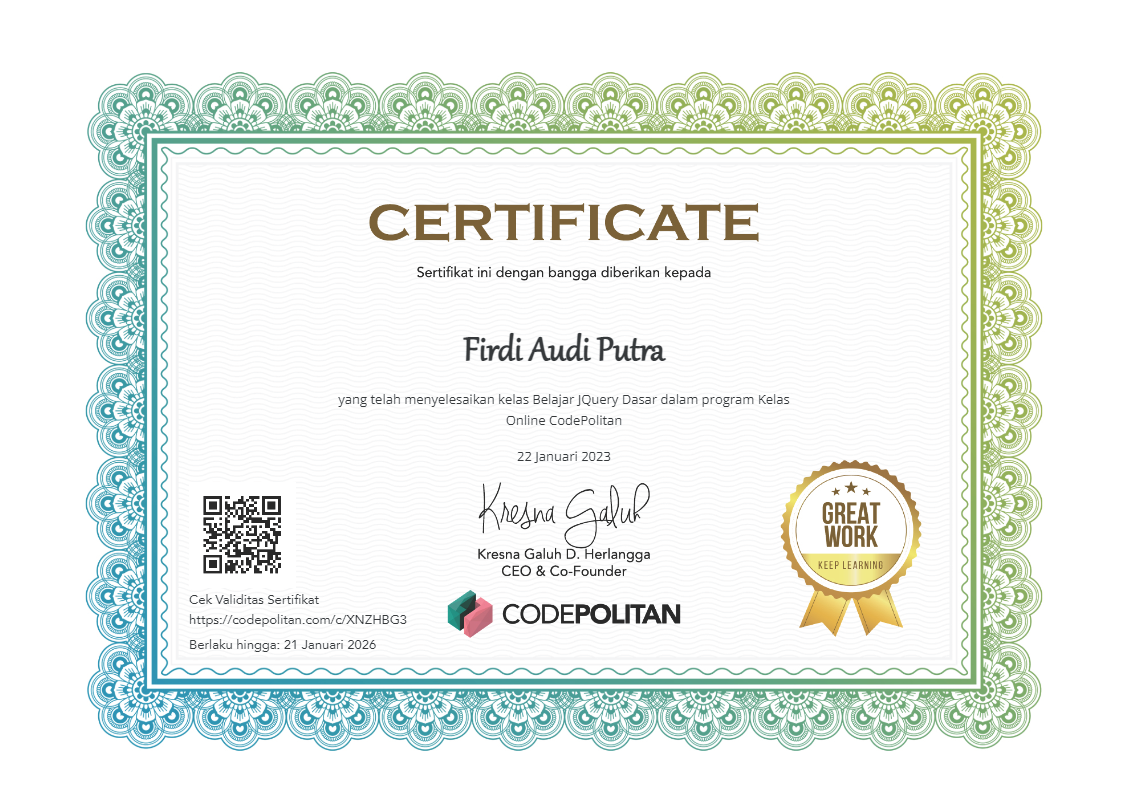 CERTIFICATE
Sertifikat ini dengan bangga diberikan kepada
Firdi Audi Putra
yang telah menyelesaikan kelas Belajar JQuery Dasar dalam program Kelas
Online CodePolitan
22 Januari 2023
Kresna Galuh
Kresna Galuh D. Herlangga
CEO & Co-Founder
CODEPOLITAN
Cek Validitas Sertifikat
https://codepolitan.com/c/XNZHBG3
Berlaku hingga: 21 Januari 2026
GREAT
WORK
KEEP LEARNING